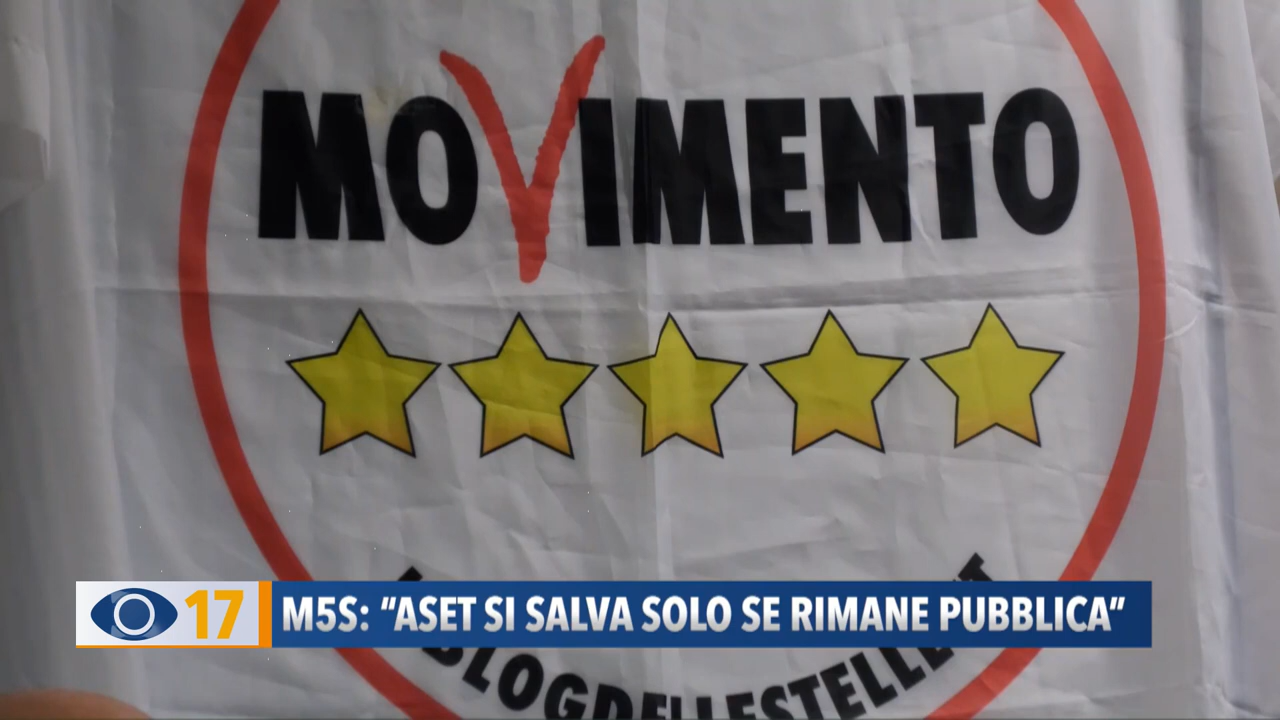 MOVIMENTO
17
M5S: “ASET SI SALVA SOLO SE RIMANE PUBBLICA”